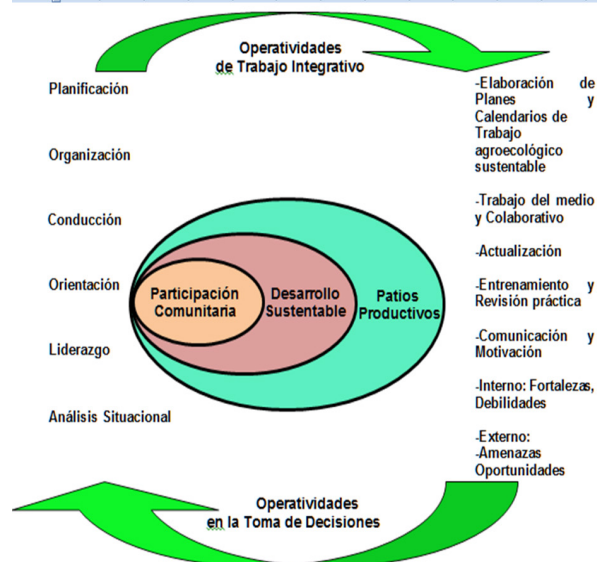 Operatividades
de Trabajo Integrativo
Planificación
Organización
Conducción
Orientación
Liderazgo
Análisis Situacional
Participación
Comunitaria
Desarrollo
Sustentable
Patios
Productivos
-Elaboración de
Planes y
Calendarios de
Trabajo
agroecológico
sustentable
-Trabajo del medio
y Colaborativo
-Actualización
-Entrenamiento y
Revisión práctica
-Comunicación y
Motivación
-Interno: Fortalezas,
Debilidades
-Externo:
-Amenazas
Oportunidades
Operatividades
en la Toma de Decisiones